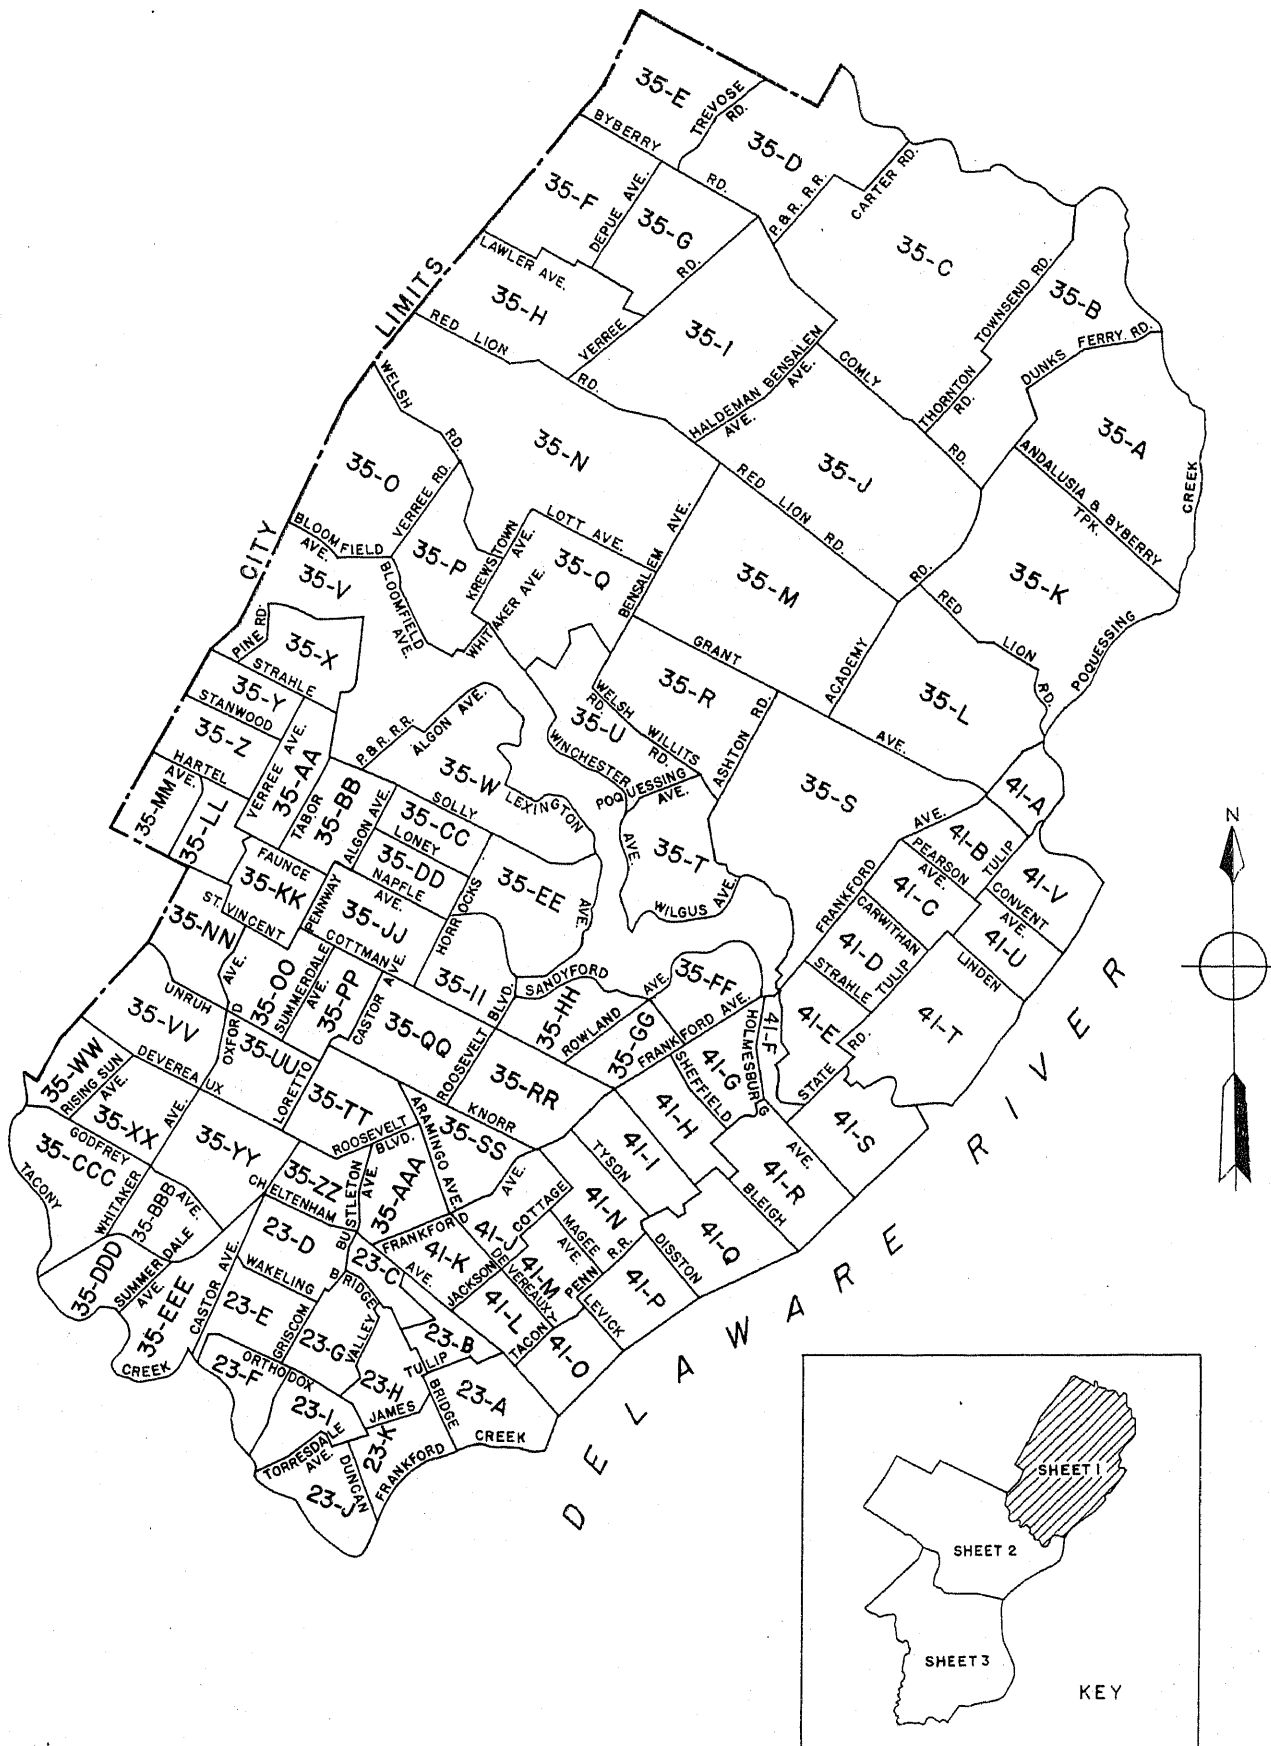 35-E
TREVOSE
RD.
BYBERRY
RD.
35-D
P.& R. R.R.
CARTER RD.
35-F
DEPUE AVE.
35-G
RD.
35-C
LAWLER AVE.
LIMITS
35-H
VERREE
RED LION
RD.
35-I
HALDEMAN
AVE.
BENSALEM
AVE.
COMLY
RD.
TOWNSEND RD.
THORNTON
RD.
35-B
DUNKS FERRY RD.
35-A
ANDALUSIA & BYBERRY
TPK.
CREEK
WELSH
RD.
35-N
35-J
RED LION RD.
RD.
35-O
VERREE RD.
CITY
BLOOMFIELD
AVE.
35-P
BLOOMFIELD
AVE.
KREWSTOWN
AVE.
LOTT AVE.
35-Q
WHITAKER AVE.
BENSALEM AVE.
35-M
35-K
RED LION RD.
POQUESSING
35-V
PINE RD.
35-X
STRAHLE
35-Y
STANWOOD
35-Z
HARTEL
AVE.
VERREE AVE.
35-AA
TABOR
35-BB
P.& R. R.R.
ALGON AVE.
35-W
SOLLY
LEXINGTON
AVE
GRANT
AVE.
35-R
WELSH
RD.
WILLITS
RD.
35-U
WINCHESTER
AVE.
POQUESSING
AVE.
ASHTON RD.
ACADEMY
35-L
35-S
35-MM
35-LL
ALGON AVE.
35-CC
LONEY
35-DD
NAPFLE
AVE.
HORROCKS
35-EE
35-T
WILGUS AVE.
FRANKFORD
AVE.
41-A
41-B
PEARSON
AVE.
TULIP
41-V
CONVENT
AVE.
41-C
CARWITHAN
41-D
STRAHLE
TULIP
41-U
LINDEN
41-T
FAUNCE
35-KK
ST. VINCENT
PENNWAY
35-JJ
COTTMAN
AVE.
35-NN
AVE.
OXFORD
35-OO
SUMMERDALE
AVE.
35-PP
CASTOR
35-II
BLVD.
ROOSEVELT
SANDYFORD
AVE.
35-HH
ROWLAND
35-FF
35-GG
FRANKFORD AVE.
HOLMESBURG
AVE.
41-F
41-E
STATE
RD.
41-G
SHEFFIELD
41-H
41-S
UNRUH
35-VV
DEVEREAUX
35-UU
LORETTO
35-QQ
35-RR
KNORR
35-WW
RISING SUN
AVE.
35-XX
GODFREY
AVE.
35-CCC
TACONY
WHITAKER
AVE.
35-YY
35-BBB
35-DDD
SUMMERDALE
AVE.
35-EEE
CREEK
CASTOR AVE.
35-TT
ROOSEVELT
BLVD.
ARAMINGO AVE.
35-SS
AVE.
35-ZZ
CHELTENHAM
BUSTLETON
AVE.
35-AAA
FRANKFORD
AVE.
41-I
TYSON
41-R
BLEIGH
41-J
COTTAGE
41-K
JACKSON
DEVEREAUX
41-N
MAGEE
AVE.
PENN
R.R.
41-Q
DISSTON
41-M
41-L
TACONY
LEVICK
41-P
41-O
23-D
WAKELING
23-C
BRIDGE
23-E
GRISCOM
23-G
VALLEY
23-B
TULIP
23-F
ORTHODOX
23-H
JAMES
BRIDGE
23-A
CREEK
23-I
TORRESDALE
AVE.
23-K
DUNCAN
FRANKFORD
23-J
DELAWARE RIVER
N
SHEET 1
SHEET 2
SHEET 3
KEY